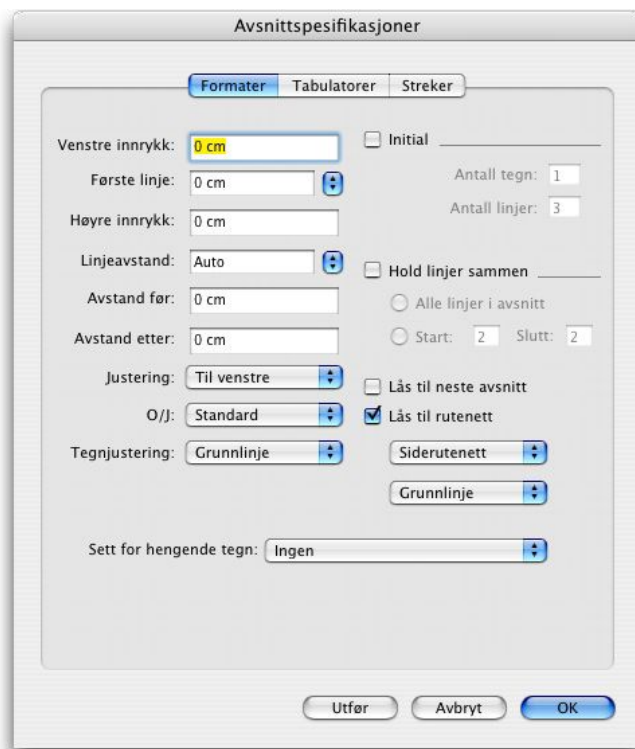 Avsnittspesifikasjoner
Formater Tabulatorer Streker
Venstre innrykk: 0 cm
Første linje: 0 cm
Høyre innrykk: 0 cm
Linjeavstand: Auto
Avstand før: 0 cm
Avstand etter: 0 cm
Justering: Til venstre
O/J: Standard
Tegnjustering: Grunnlinje
Initial
Antall tegn: 1
Antall linjer: 3
Hold linjer sammen
Alle linjer i avsnitt
Start: 2 Slutt: 2
Lås til neste avsnitt
Lås til rutenett
Siderutenett
Grunnlinje
Sett for hengende tegn: Ingen
Utfør Avbryt OK